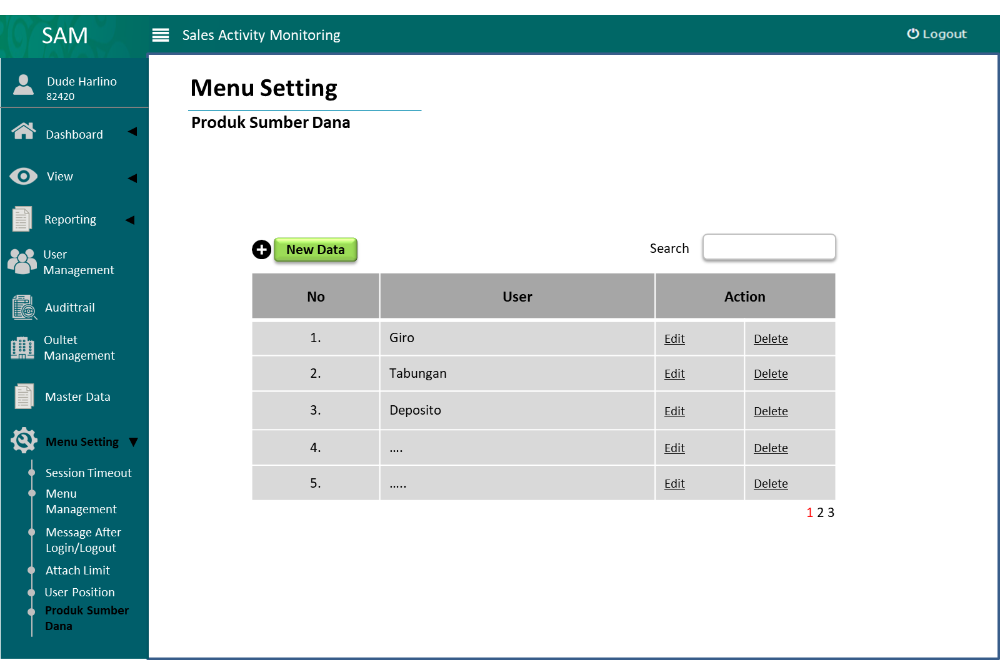 SAM
Sales Activity Monitoring
Logout
Dude Harlino
82420
Dashboard
View
Reporting
User
Management
Audittrail
Oultet
Management
Master Data
Menu Setting
Session Timeout
Menu
Management
Message After
Login/Logout
Attach Limit
User Position
Produk Sumber
Dana
Menu Setting
Produk Sumber Dana
New Data
Search
No User Action
1. Giro Edit Delete
2. Tabungan Edit Delete
3. Deposito Edit Delete
4. .... Edit Delete
5. ..... Edit Delete
1 2 3